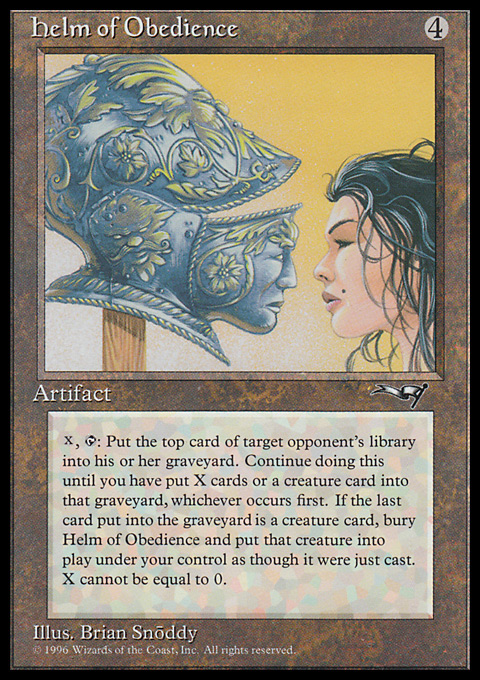 Helm of Obedience 4
Artifact
X, T: Put the top card of target opponent's library
into his or her graveyard. Continue doing this
until you have put X cards or a creature card into
that graveyard, whichever occurs first. If the last
card put into the graveyard is a creature card, bury
Helm of Obedience and put that creature into
play under your control as though it were just cast.
X cannot be equal to 0.
Illus. Brian Snōddy
© 1996 Wizards of the Coast, Inc. All rights reserved.